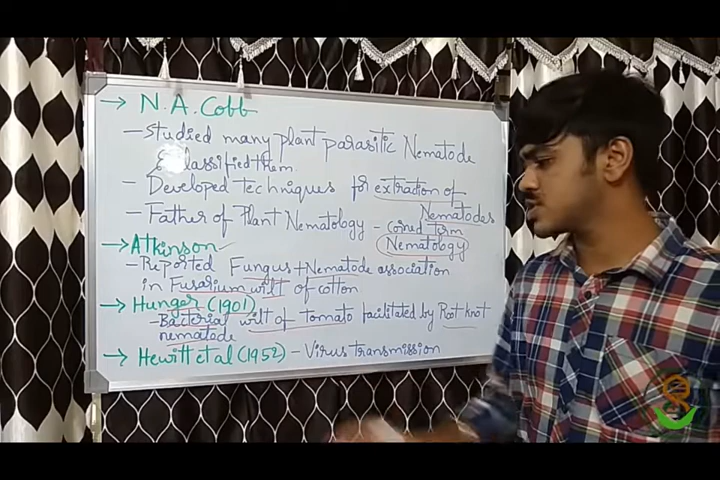 → N.A. Cobb
- Studied many plant parasitic Nematode
& classified them.
- Developed techniques for extraction of
Nematodes
- Father of Plant Nematology - coined term
Nematology
→ Atkinson
- Reported Fungus + Nematode association
in Fusarium wilt of cotton
→ Hunger (1901)
- Bacterial wilt of tomato facilitated by Root knot
nematode
→ Hewitt et al (1952) - Virus transmission